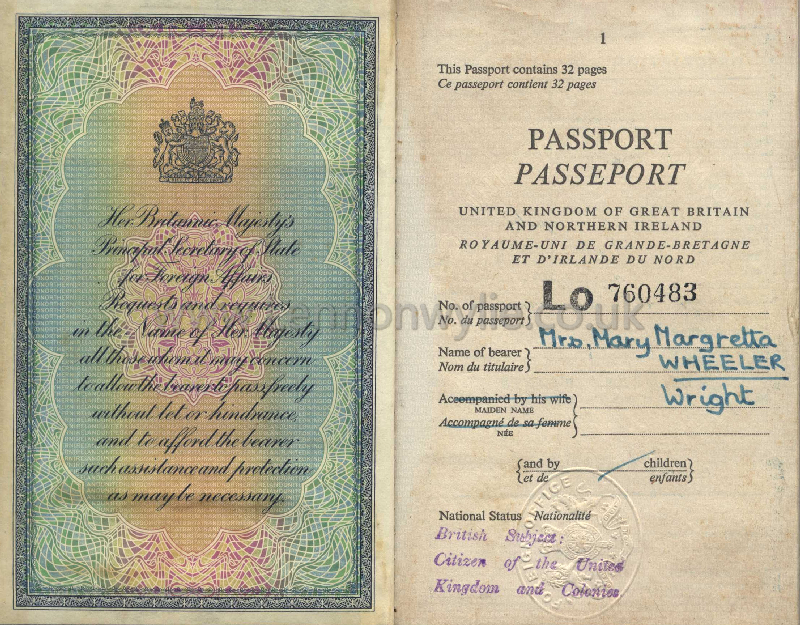 Her Britannic Majesty's
Principal Secretary of State
for Foreign Affairs
Requests and requires
in the Name of Her Majesty
all those whom it may concern
to allow the bearer to pass freely
without let or hindrance,
and to afford the bearer
such assistance and protection
as may be necessary.
1
This Passport contains 32 pages
Ce passeport contient 32 pages
PASSPORT
PASSEPORT
UNITED KINGDOM OF GREAT BRITAIN
AND NORTHERN IRELAND
ROYAUME-UNI DE GRANDE-BRETAGNE
ET D'IRLANDE DU NORD
No. of passport
No. du passeport
Lo 760483
Name of bearer
Nom du titulaire
Mrs. Mary Margretta
WHEELER
Accompanied by his wife
MAIDEN NAME
Accompagné de sa femme
NÉE
Wright
and by children
et de enfants
National Status Nationalité
British Subject:
Citizen of the United
Kingdom and Colonies
OFFICE